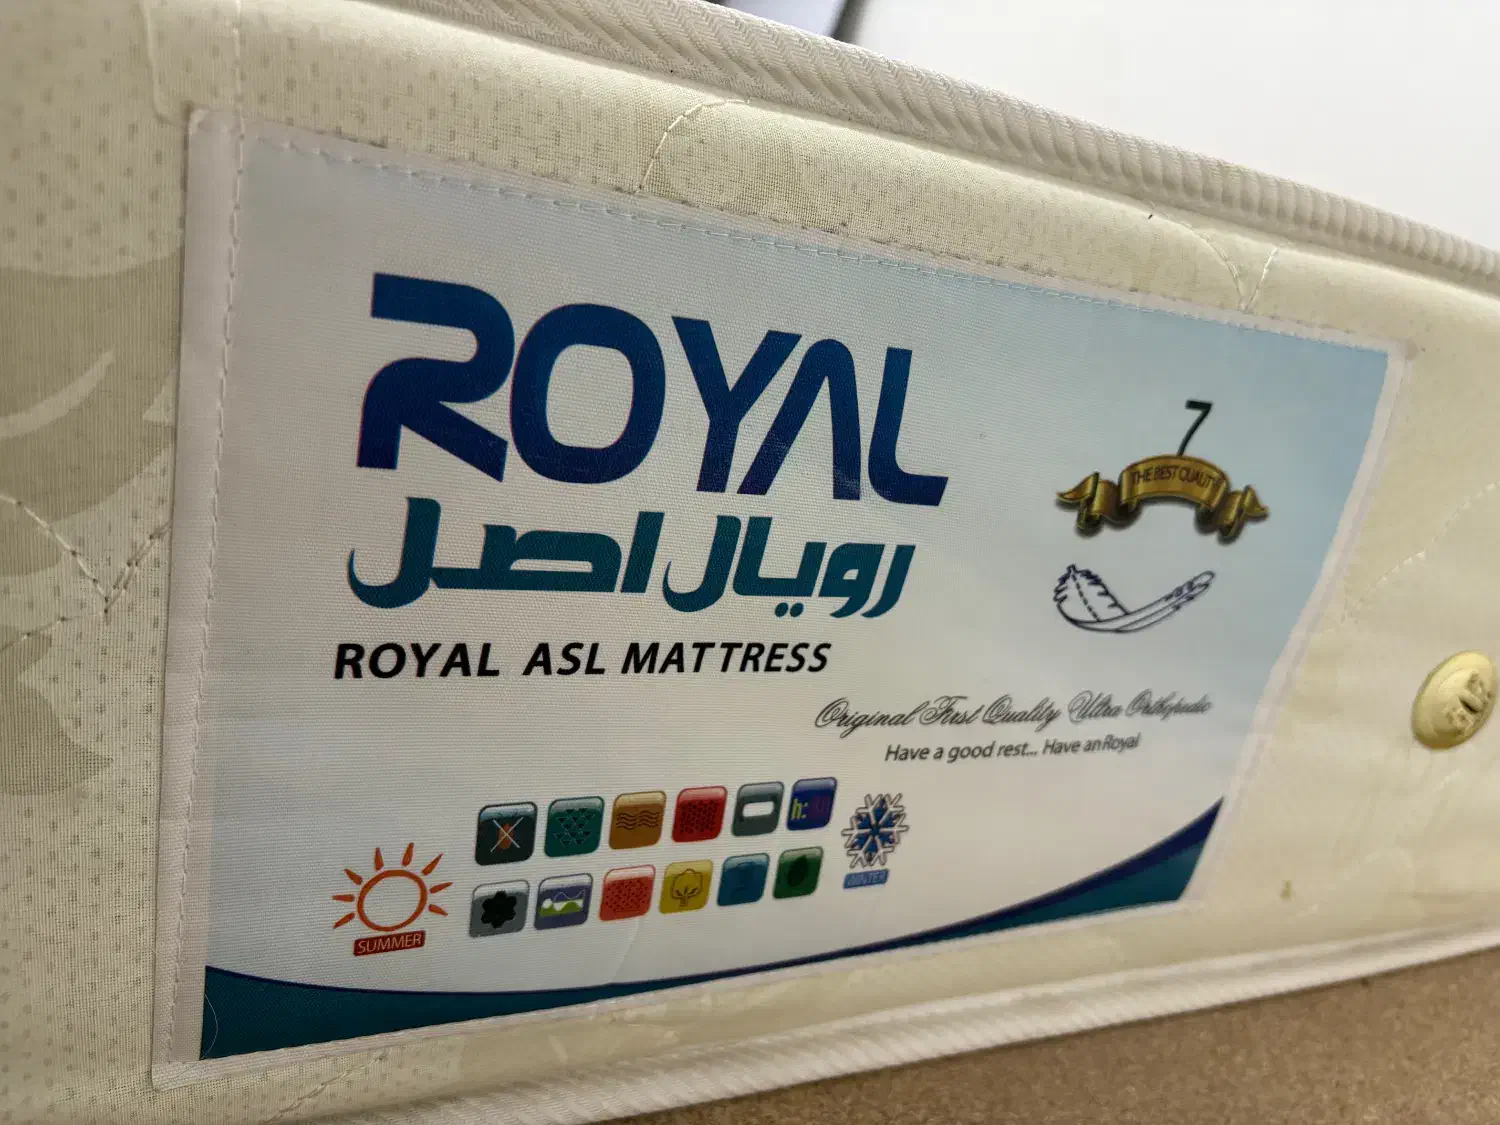 ROYAL
رويال اصل
ROYAL ASL MATTRESS
7
THE BEST QUALITY
Original First Quality Ultra Orthopedic
Have a good rest... Have an Royal
SUMMER
WINTER